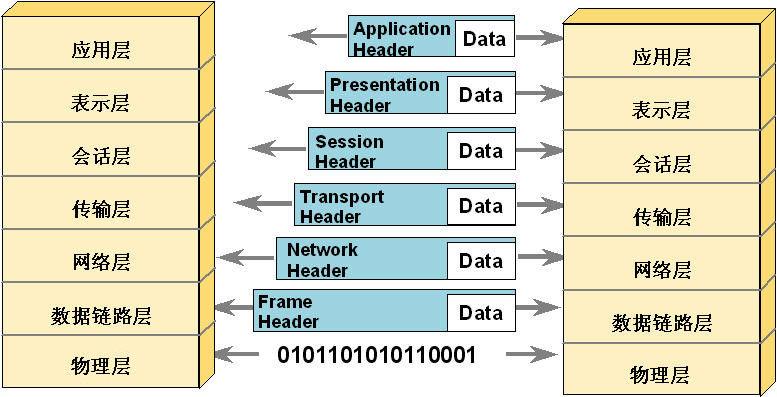 应用层
Application
Header
Data
应用层
表示层
Presentation
Header
Data
表示层
会话层
Session
Header
Data
会话层
传输层
Transport
Header
Data
传输层
网络层
Network
Header
Data
网络层
数据链路层
Frame
Header
Data
数据链路层
物理层
0101101010110001
物理层